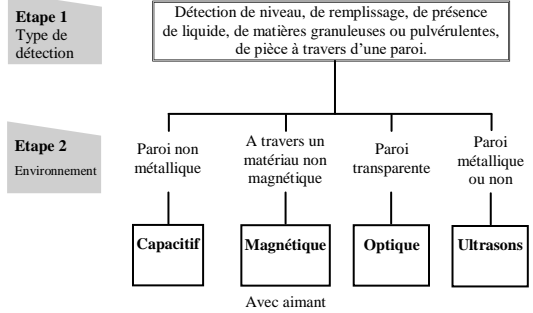 Etape 1
Type de
détection
Détection de niveau, de remplissage, de présence
de liquide, de matières granuleuses ou pulvérulentes,
de pièce à travers d'une paroi.
Etape 2
Environnement
Paroi non
métallique
A travers un
matériau non
magnétique
Paroi
transparente
Paroi
métallique
ou non
Capacitif
Magnétique
Optique
Ultrasons
Avec aimant